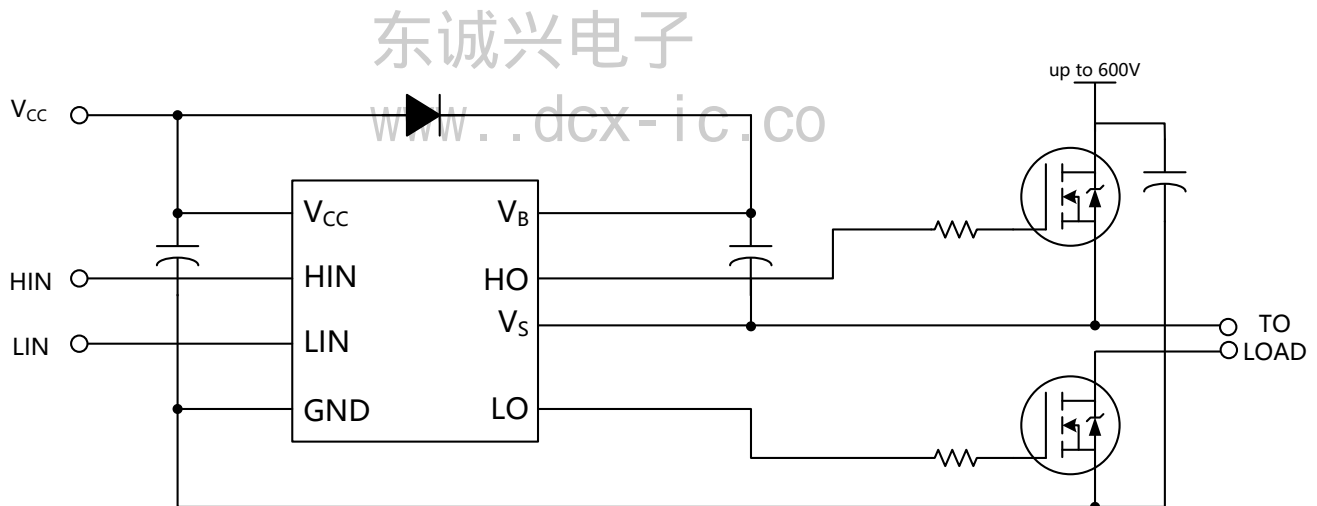 东诚兴电子
www..dcx-ic.co
up to 600V
VCC
VCC
VB
HIN
HIN
HO
VS
TO
LOAD
LIN
LIN
GND
LO